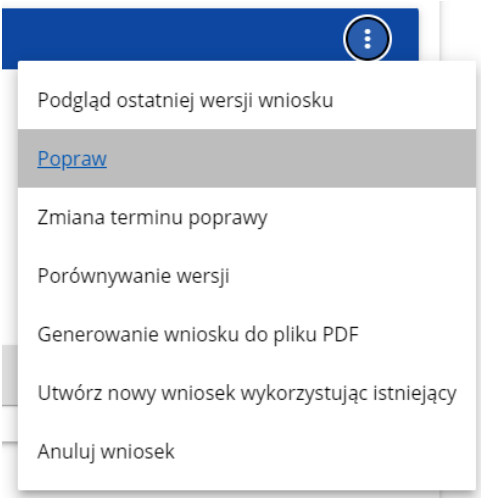 Podgląd ostatniej wersji wniosku
Popraw
Zmiana terminu poprawy
Porównywanie wersji
Generowanie wniosku do pliku PDF
Utwórz nowy wniosek wykorzystując istniejący
Anuluj wniosek